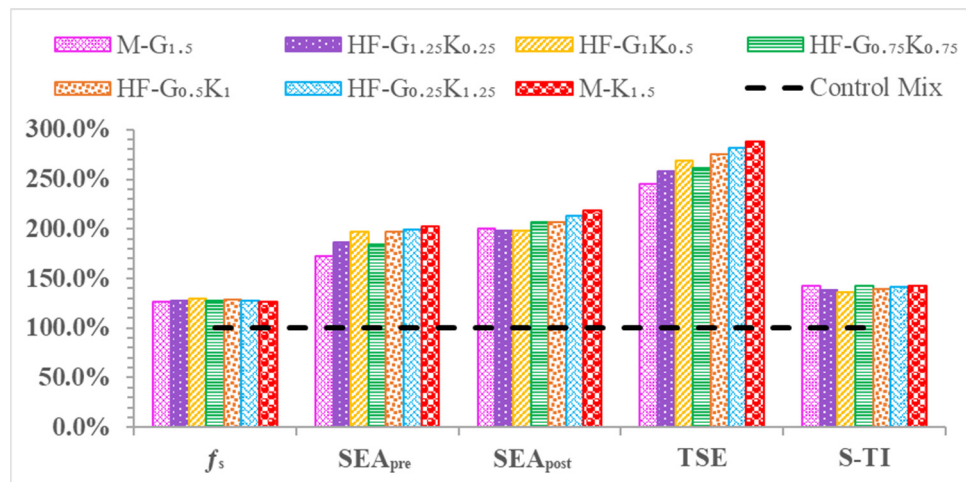 M-G₁.₅ HF-G₁.₂₅K₀.₂₅ HF-G₁K₀.₅ HF-G₀.₇₅K₀.₇₅
HF-G₀.₅K₁ HF-G₀.₂₅K₁.₂₅ M-K₁.₅ Control Mix
300.0%
250.0%
200.0%
150.0%
100.0%
50.0%
0.0%
fs SEApre SEApost TSE S-TI